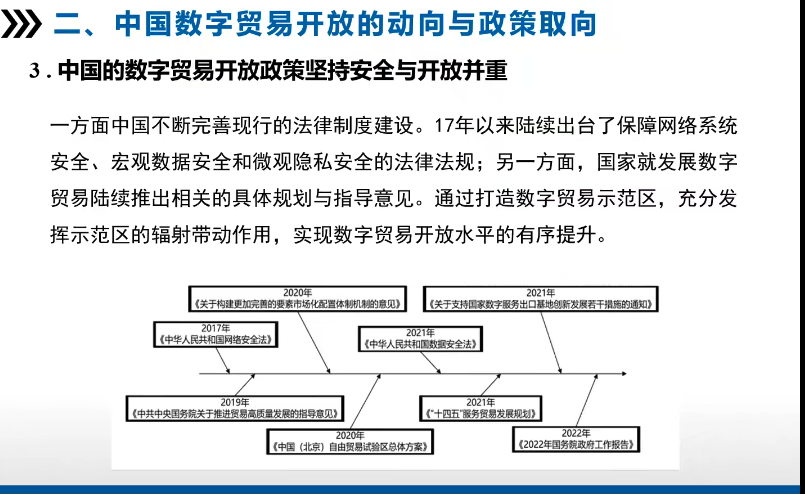 二、中国数字贸易开放的动向与政策取向
3.中国的数字贸易开放政策坚持安全与开放并重
一方面中国不断完善现行的法律制度建设。17年以来陆续出台了保障网络系统
安全、宏观数据安全和微观隐私安全的法律法规；另一方面，国家就发展数字
贸易陆续推出相关的具体规划与指导意见。通过打造数字贸易示范区，充分发
挥示范区的辐射带动作用，实现数字贸易开放水平的有序提升。
2020年
《关于构建更加完善的要素市场化配置体制机制的意见》
2021年
《关于支持国家数字服务出口基地创新发展若干措施的通知》
2017年
《中华人民共和国网络安全法》
2021年
《中华人民共和国数据安全法》
2019年
《中共中央国务院关于推进贸易高质量发展的指导意见》
2021年
《“十四五”服务贸易发展规划》
2020年
《中国（北京）自由贸易试验区总体方案》
2022年
《2022年国务院政府工作报告》